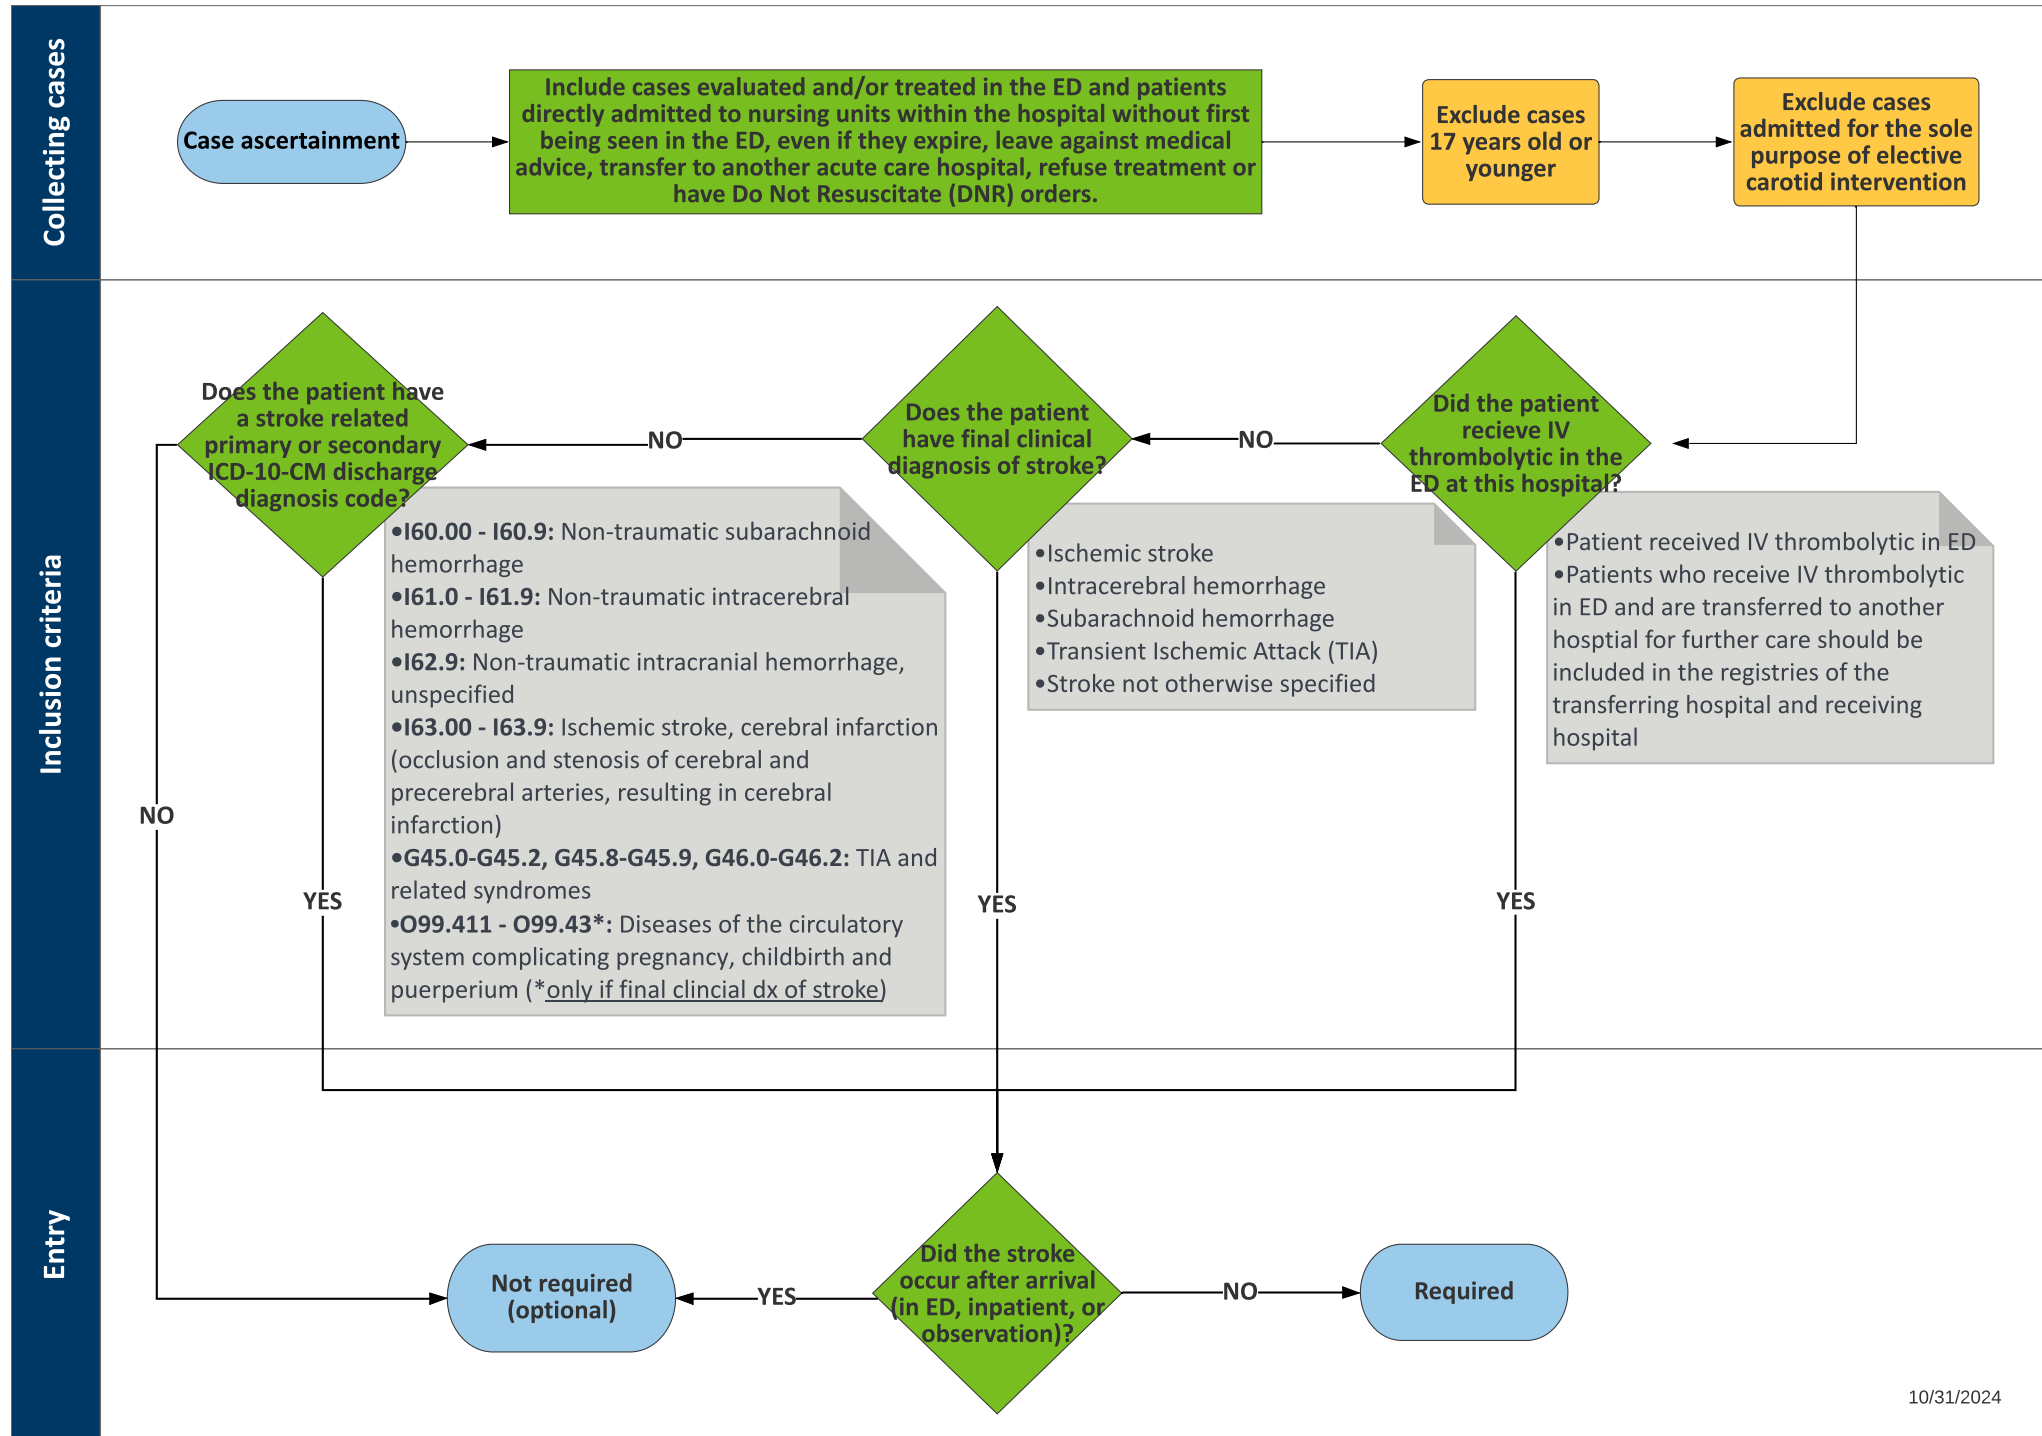 Collecting cases
Case ascertainment
Include cases evaluated and/or treated in the ED and patients
directly admitted to nursing units within the hospital without first
being seen in the ED, even if they expire, leave against medical
advice, transfer to another acute care hospital, refuse treatment or
have Do Not Resuscitate (DNR) orders.
Exclude cases
17 years old or
younger
Exclude cases
admitted for the sole
purpose of elective
carotid intervention
Inclusion criteria
Does the patient have
a stroke related
primary or secondary
ICD-10-CM discharge
diagnosis code?
NO
Does the patient
have final clinical
diagnosis of stroke?
NO
Did the patient
recieve IV
thrombolytic in the
ED at this hospital?
•I60.00 - I60.9: Non-traumatic subarachnoid
hemorrhage
•I61.0 - I61.9: Non-traumatic intracerebral
hemorrhage
•I62.9: Non-traumatic intracranial hemorrhage,
unspecified
•I63.00 - I63.9: Ischemic stroke, cerebral infarction
(occlusion and stenosis of cerebral and
precerebral arteries, resulting in cerebral
infarction)
•G45.0-G45.2, G45.8-G45.9, G46.0-G46.2: TIA and
related syndromes
•O99.411 - O99.43*: Diseases of the circulatory
system complicating pregnancy, childbirth and
puerperium (*only if final clincial dx of stroke)
•Ischemic stroke
•Intracerebral hemorrhage
•Subarachnoid hemorrhage
•Transient Ischemic Attack (TIA)
•Stroke not otherwise specified
•Patient received IV thrombolytic in ED
•Patients who receive IV thrombolytic
in ED and are transferred to another
hosptial for further care should be
included in the registries of the
transferring hospital and receiving
hospital
NO
YES
YES
YES
Entry
Not required
(optional)
YES
Did the stroke
occur after arrival
(in ED, inpatient, or
observation)?
NO
Required
10/31/2024